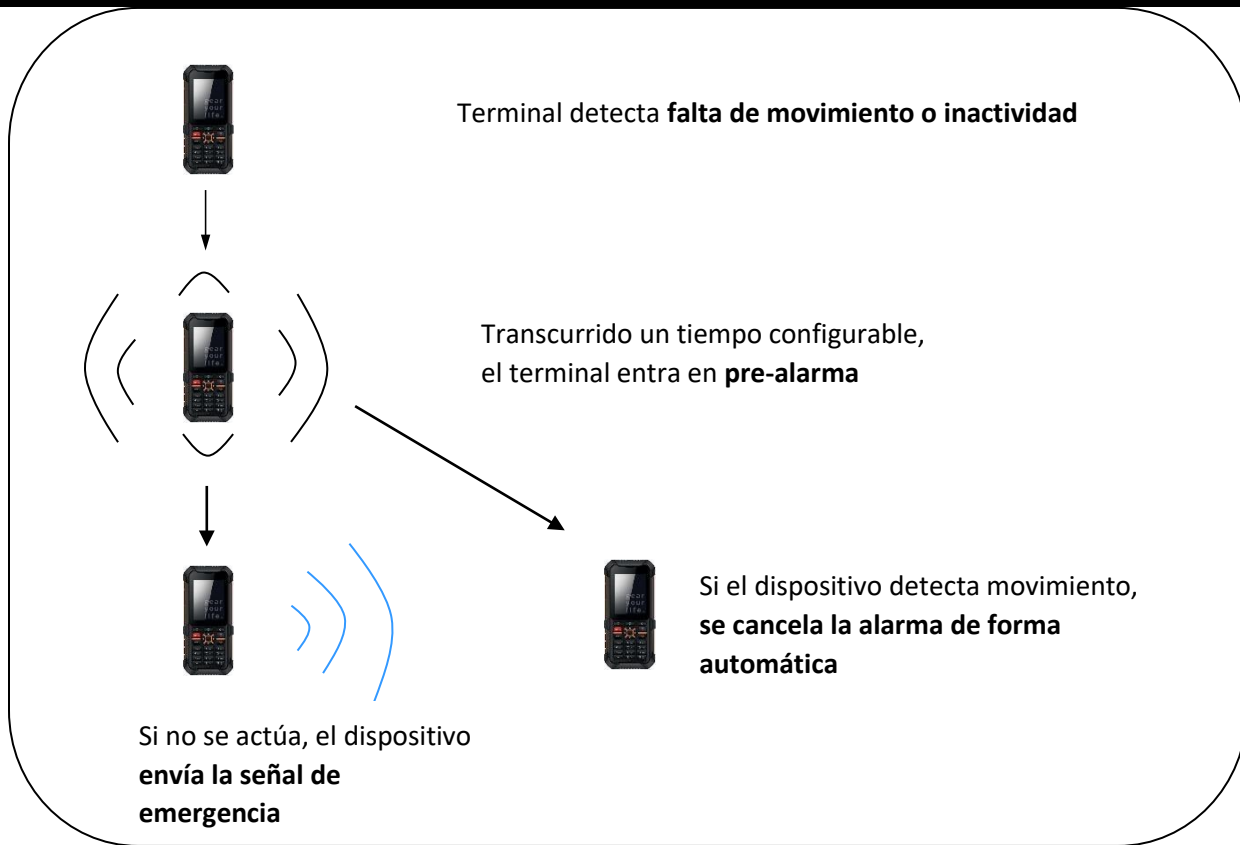 Terminal detecta falta de movimiento o inactividad
Transcurrido un tiempo configurable,
el terminal entra en pre-alarma
Si el dispositivo detecta movimiento,
se cancela la alarma de forma
automática
Si no se actúa, el dispositivo
envía la señal de
emergencia